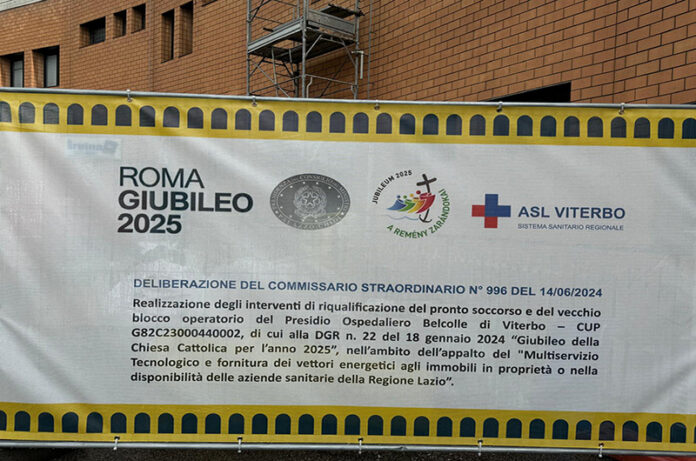 ROMA
GIUBILEO
2025
JUBILEUM 2025
A REMÉNY ZARÁNDOKAI
ASL VITERBO
SISTEMA SANITARIO REGIONALE
DELIBERAZIONE DEL COMMISSARIO STRAORDINARIO N° 996 DEL 14/06/2024
Realizzazione degli interventi di riqualificazione del pronto soccorso e del vecchio
blocco operatorio del Presidio Ospedaliero Belcolle di Viterbo – CUP
G82C23000440002, di cui alla DGR n. 22 del 18 gennaio 2024 “Giubileo della
Chiesa Cattolica per l’anno 2025”, nell’ambito dell’appalto del "Multiservizio
Tecnologico e fornitura dei vettori energetici agli immobili in proprietà o nella
disponibilità delle aziende sanitarie della Regione Lazio”.